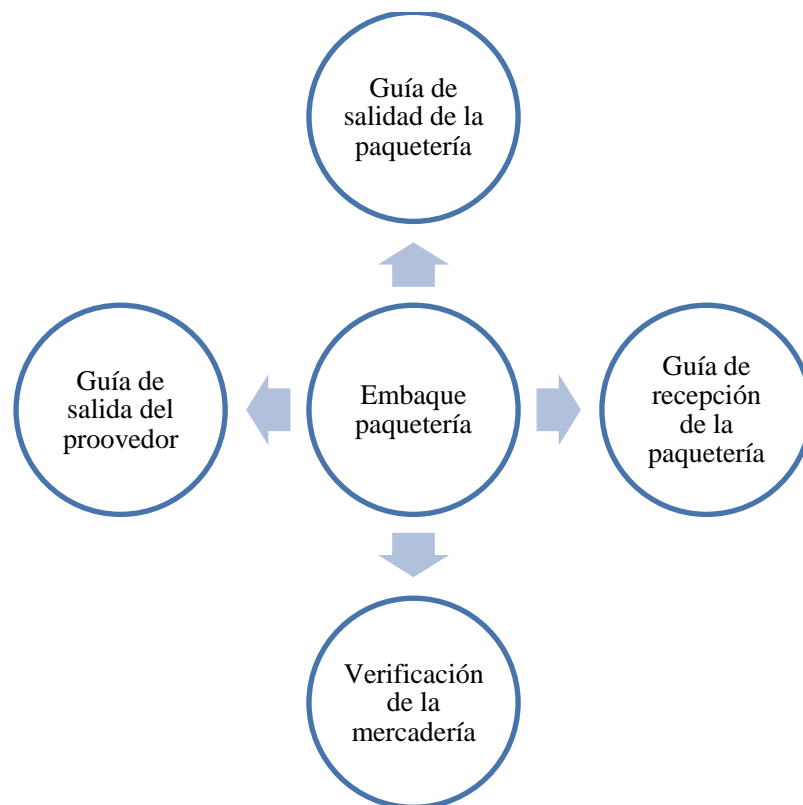 Guía de
salidad de la
paquetería
Guía de
salida del
proovedor
Embaque
paquetería
Guía de
recepción
de la
paquetería
Verificación
de la
mercadería